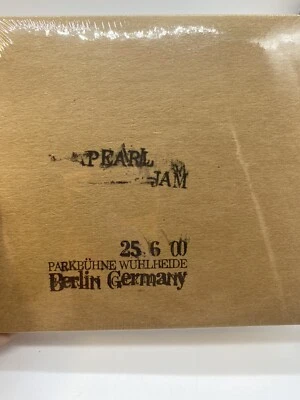 PEARL
JAM
25 6 00
PARKBÜHNE WUHLHEIDE
Berlin Germany